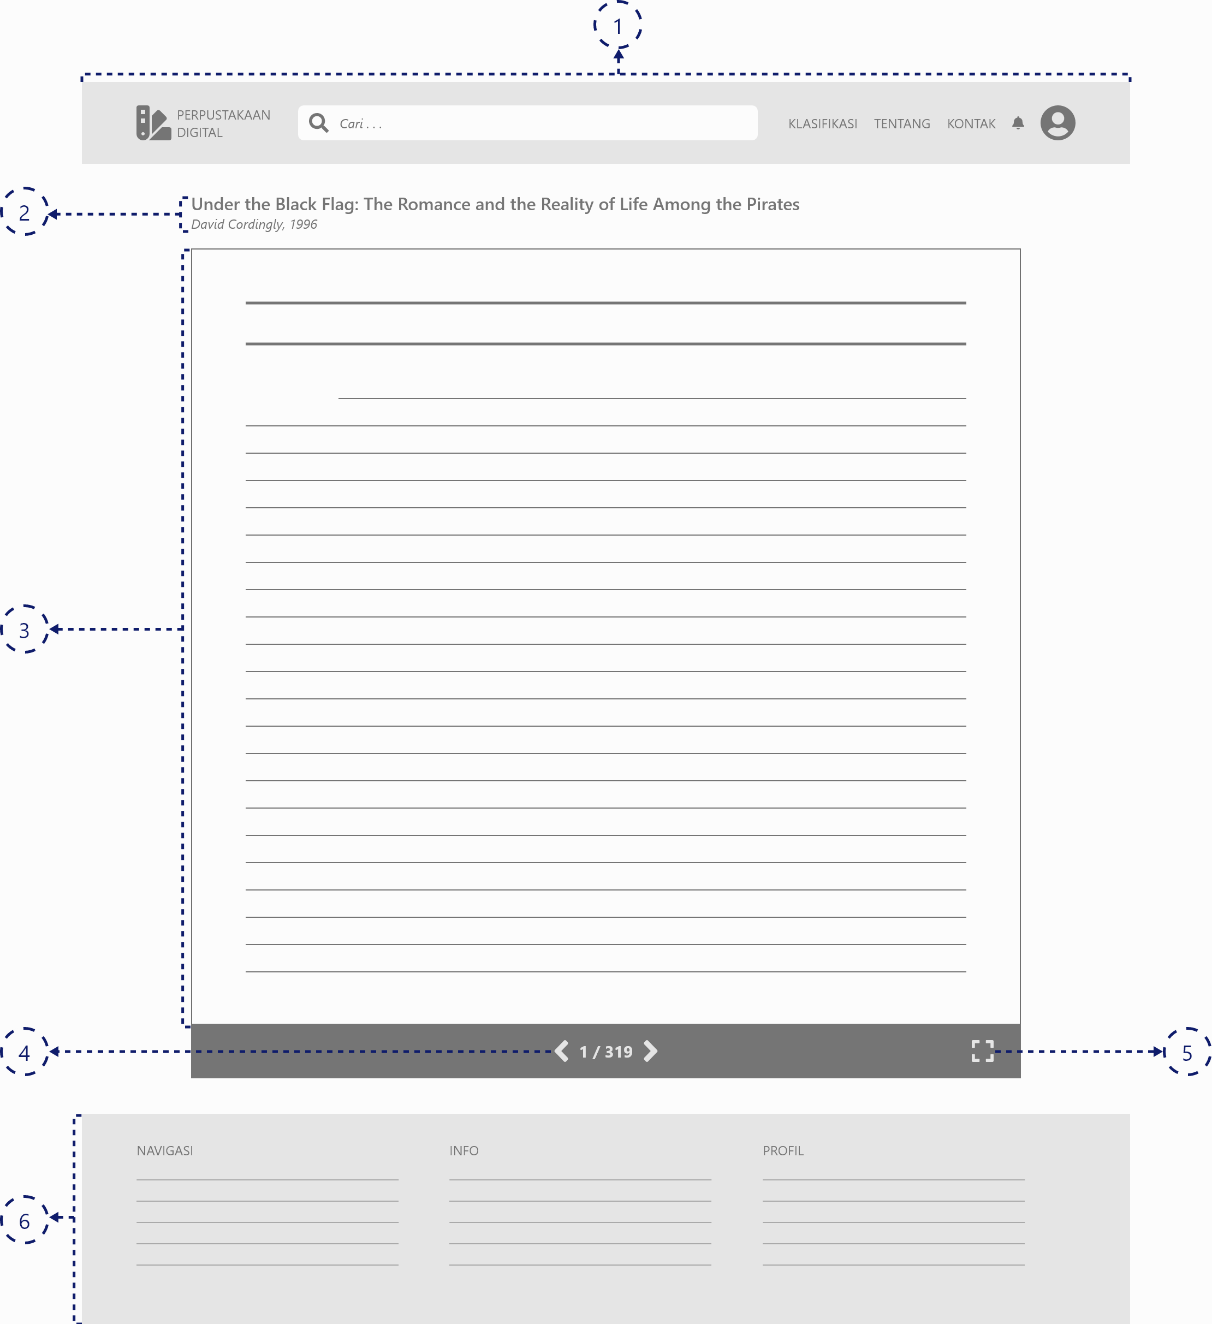 1
PERPUSTAKAAN
DIGITAL
Cari . . .
KLASIFIKASI TENTANG KONTAK
2
Under the Black Flag: The Romance and the Reality of Life Among the Pirates
David Cordingly, 1996
3
4
1 / 319
5
NAVIGASI INFO PROFIL
6